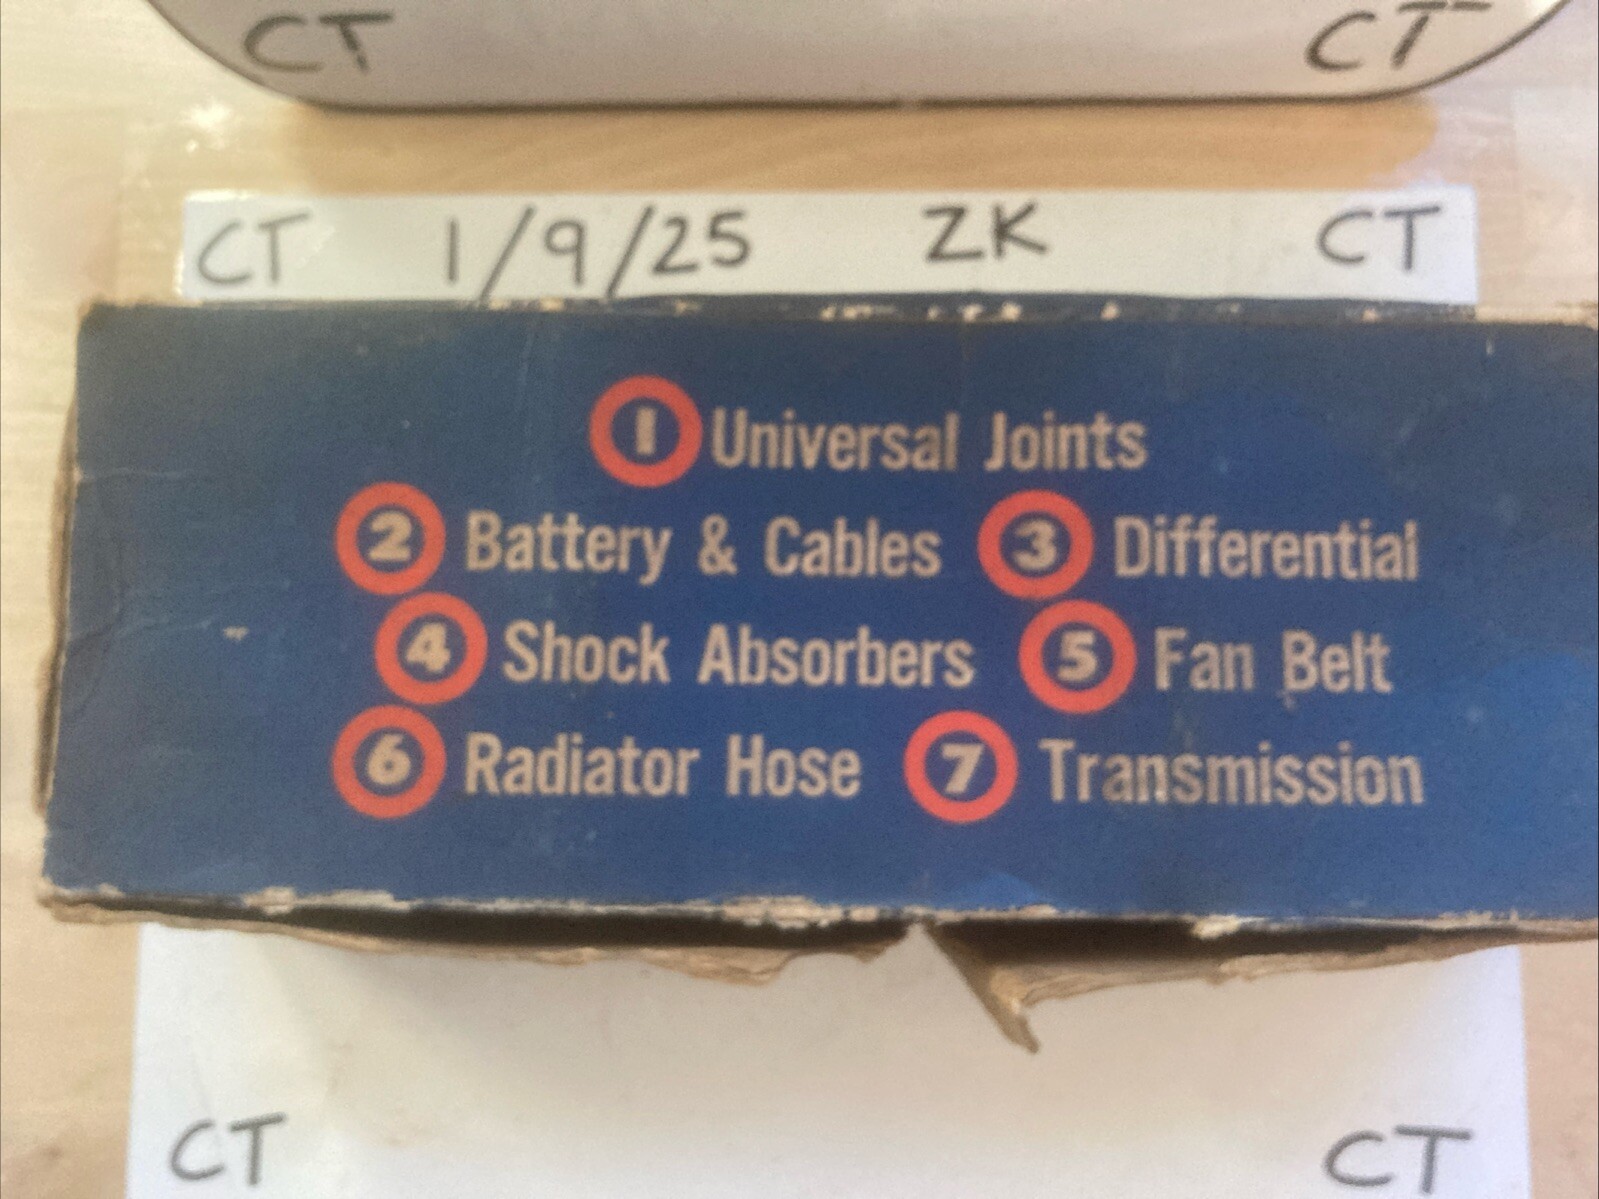 CT CT
CT 1/9/25 ZK CT
1 Universal Joints
2 Battery & Cables 3 Differential
4 Shock Absorbers 5 Fan Belt
6 Radiator Hose 7 Transmission
CT CT